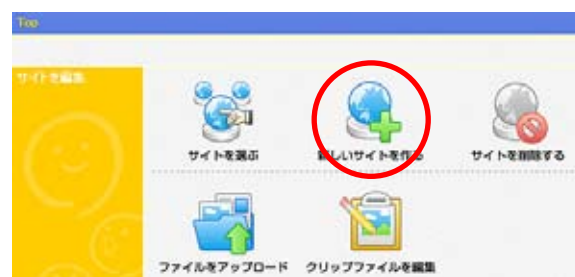 Top
サイトを編集
サイトを選ぶ
新しいサイトを作る
サイトを削除する
ファイルをアップロード
クリップファイルを編集